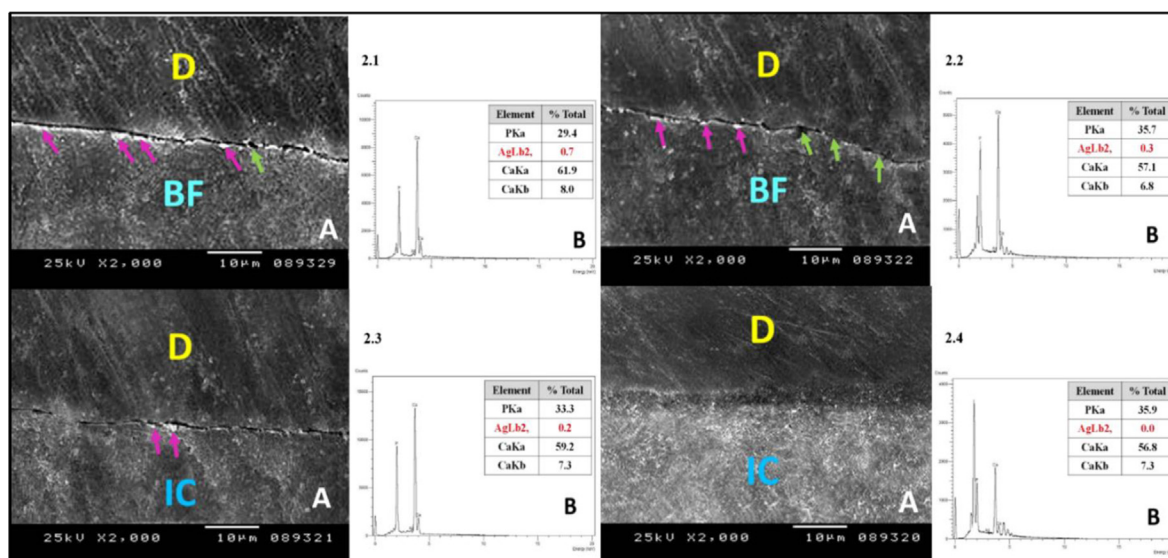 D
BF
A
25kV X2,000 10µm 089329
2.1
Counts
Element % Total
PKa 29.4
AgLb2, 0.7
CaKa 61.9
CaKb 8.0
B
D
BF
A
25kV X2,000 10µm 089322
2.2
Counts
Element % Total
PKa 35.7
AgLb2, 0.3
CaKa 57.1
CaKb 6.8
B
D
IC
A
25kV X2,000 10µm 089321
2.3
Counts
Element % Total
PKa 33.3
AgLb2, 0.2
CaKa 59.2
CaKb 7.3
B
D
IC
A
25kV X2,000 10µm 089320
2.4
Counts
Element % Total
PKa 35.9
AgLb2, 0.0
CaKa 56.8
CaKb 7.3
B